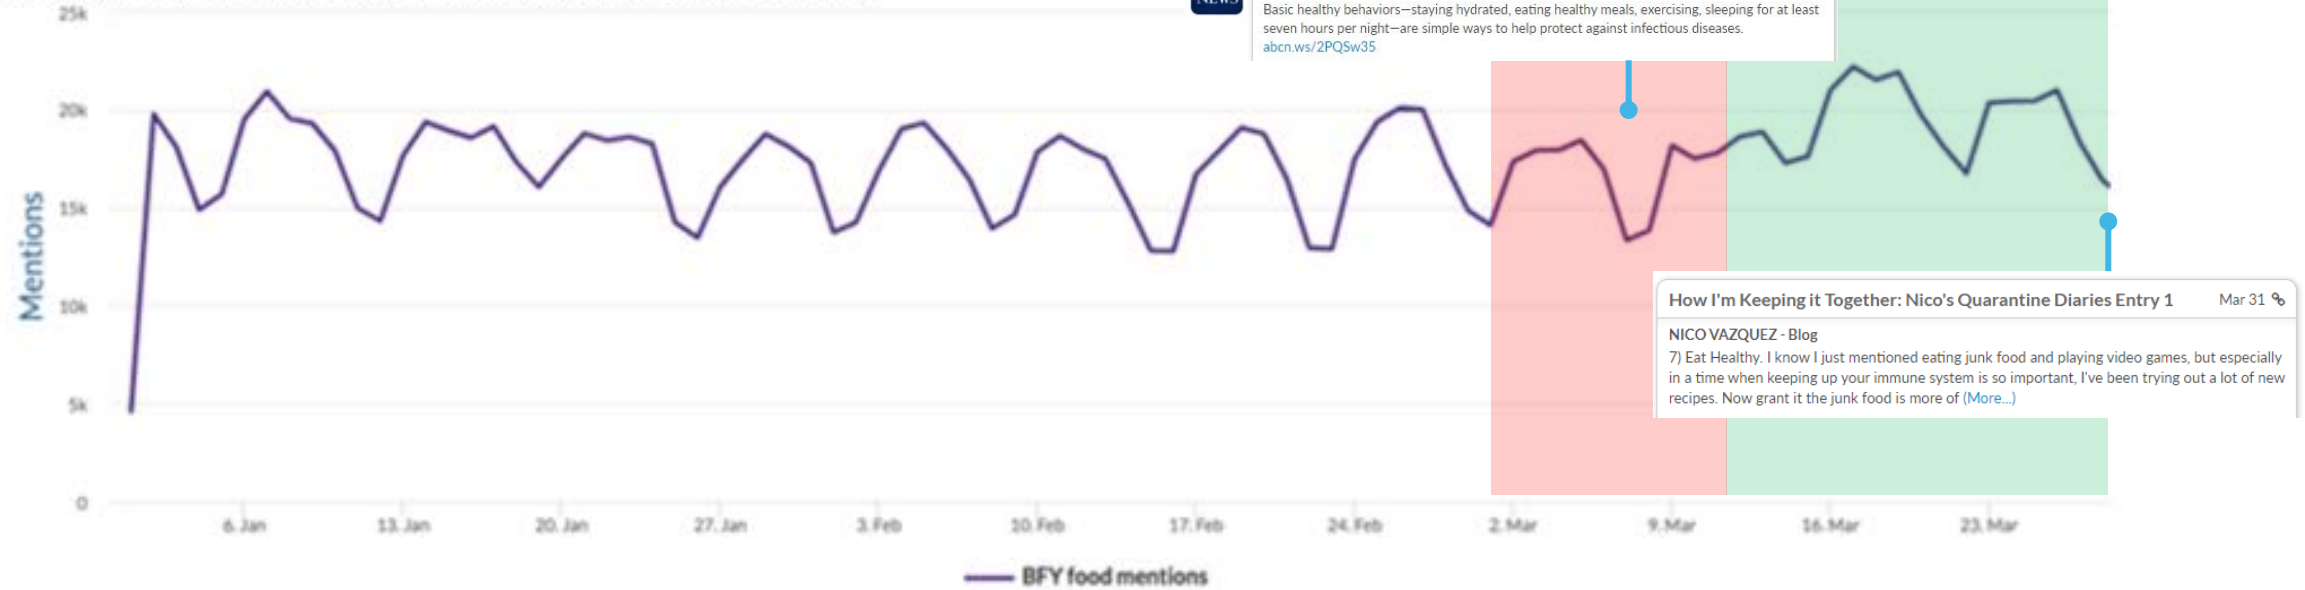 25k
NEWS
Basic healthy behaviors—staying hydrated, eating healthy meals, exercising, sleeping for at least
seven hours per night—are simple ways to help protect against infectious diseases.
abcn.ws/2PQSw35
20k
15k
10k
5k
0
Mentions
How I'm Keeping it Together: Nico's Quarantine Diaries Entry 1 Mar 31
NICO VAZQUEZ - Blog
7) Eat Healthy. I know I just mentioned eating junk food and playing video games, but especially
in a time when keeping up your immune system is so important, I've been trying out a lot of new
recipes. Now grant it the junk food is more of (More...)
6. Jan 13. Jan 20. Jan 27. Jan 3. Feb 10. Feb 17. Feb 24. Feb 2. Mar 9. Mar 16. Mar 23. Mar
BFY food mentions